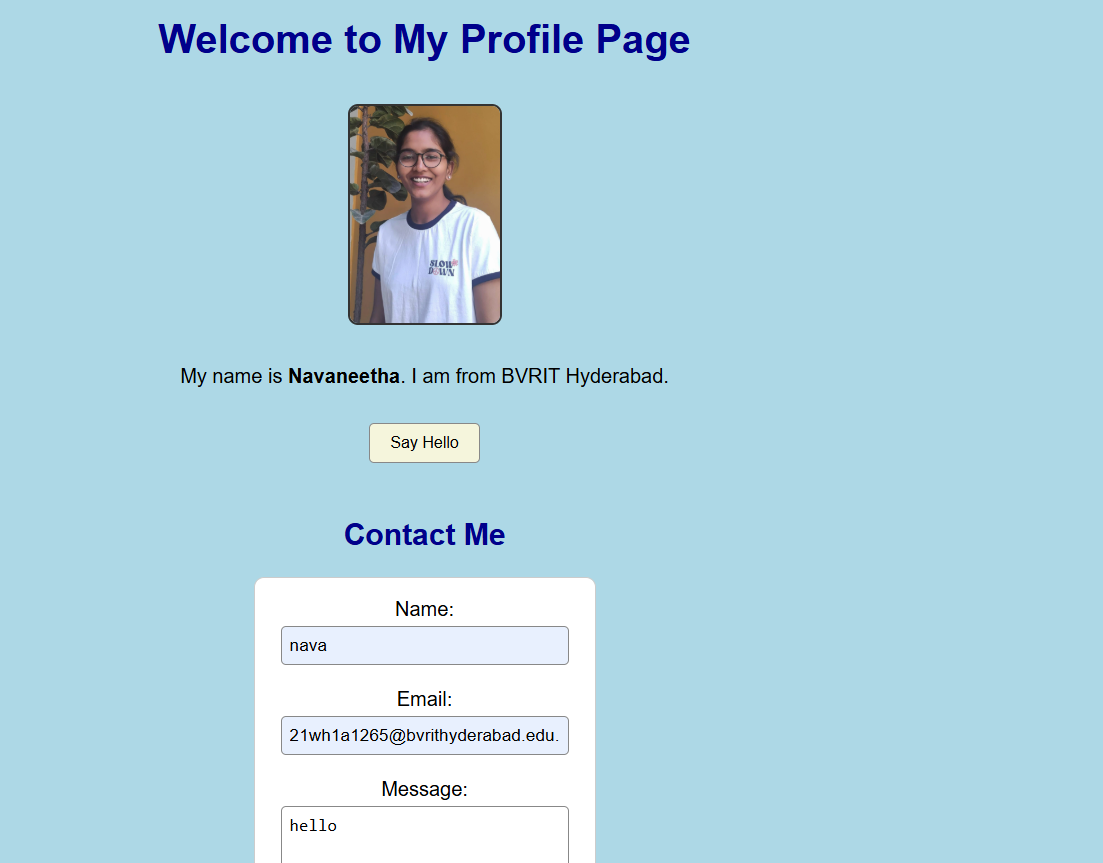 Welcome to My Profile Page
SLOW
DOWN
My name is Navaneetha. I am from BVRIT Hyderabad.
Say Hello
Contact Me
Name:
nava
Email:
21wh1a1265@bvrithyderabad.edu.
Message:
hello